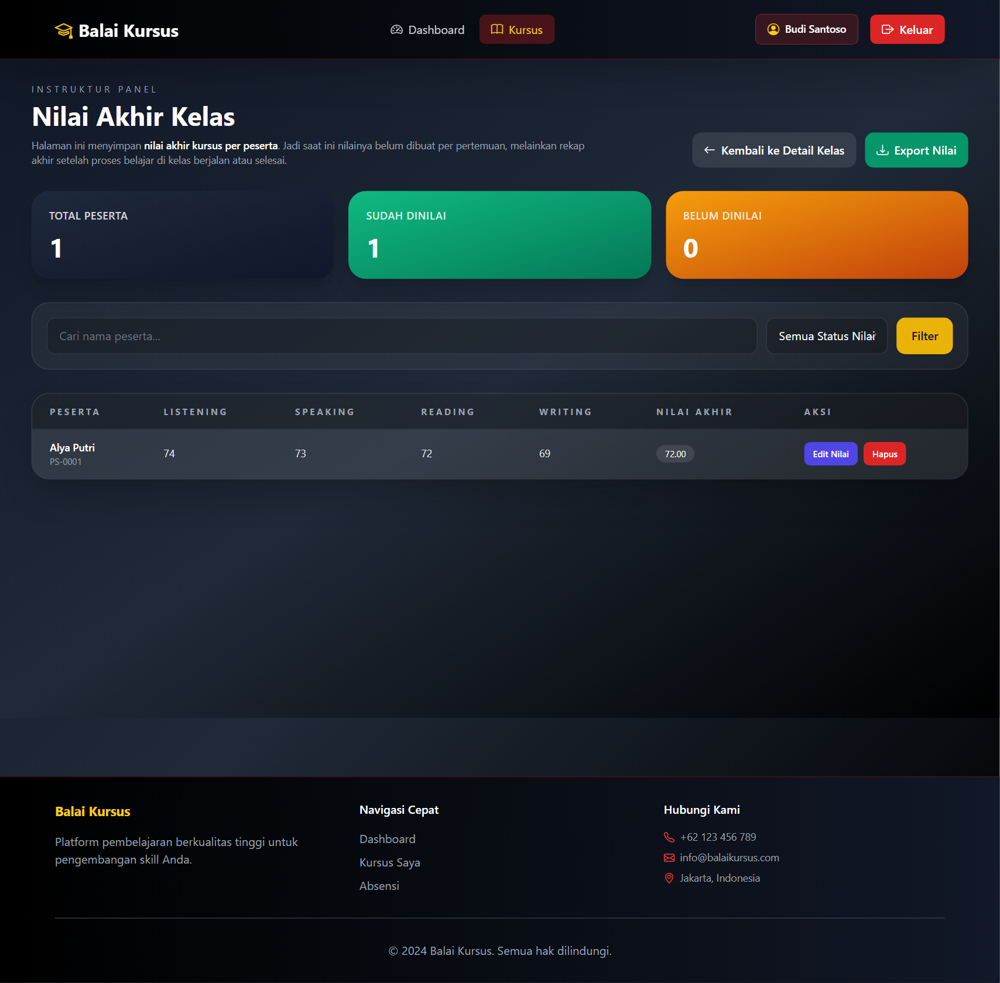 Balai Kursus
Dashboard
Kursus
Budi Santoso
Keluar
INSTRUKTUR PANEL
Nilai Akhir Kelas
Halaman ini menyimpan nilai akhir kursus per peserta. Jadi saat ini nilainya belum dibuat per pertemuan, melainkan rekap
akhir setelah proses belajar di kelas berjalan atau selesai.
Kembali ke Detail Kelas
Export Nilai
TOTAL PESERTA
1
SUDAH DINILAI
1
BELUM DINILAI
0
Cari nama peserta...
Semua Status Nilai
Filter
PESERTA LISTENING SPEAKING READING WRITING NILAI AKHIR AKSI
Alya Putri 74 73 72 69 72.00 Edit Nilai Hapus
PS-0001
Balai Kursus
Platform pembelajaran berkualitas tinggi untuk
pengembangan skill Anda.
Navigasi Cepat
Dashboard
Kursus Saya
Absensi
Hubungi Kami
+62 123 456 789
info@balaikursus.com
Jakarta, Indonesia
© 2024 Balai Kursus. Semua hak dilindungi.